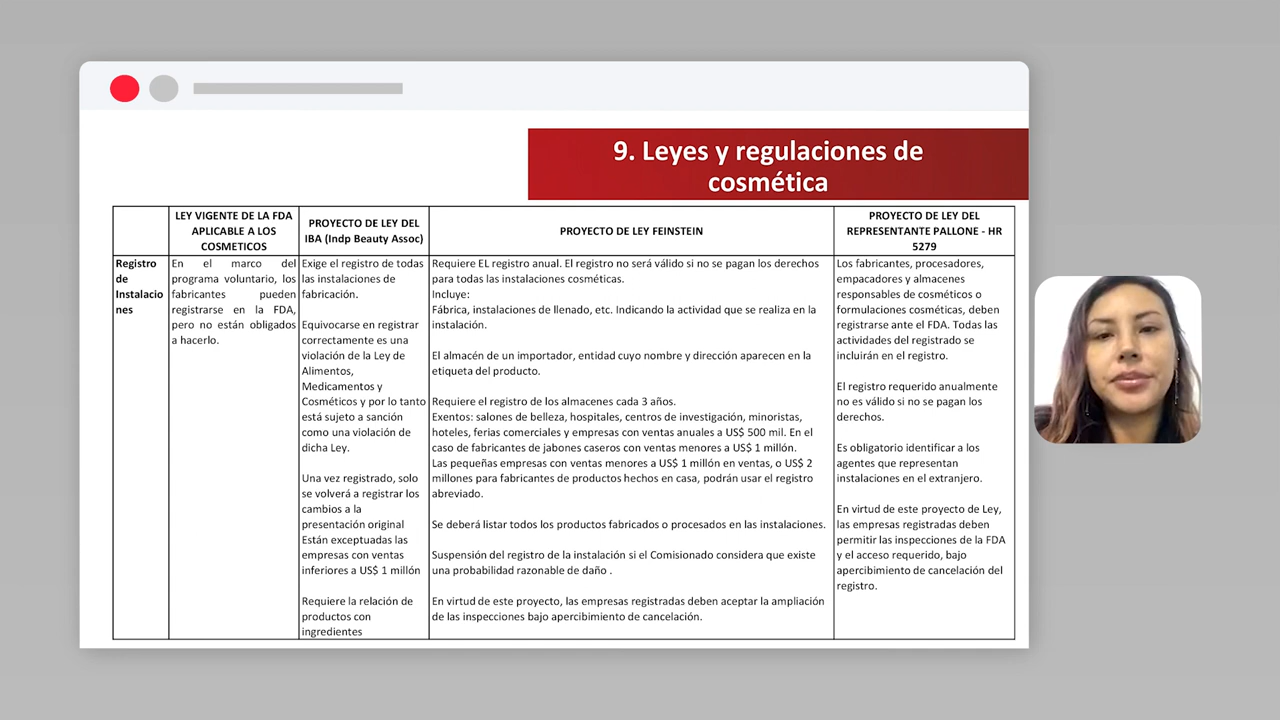 9. Leyes y regulaciones de
cosmética
LEY VIGENTE DE LA FDA
APLICABLE A LOS
COSMETICOS
PROYECTO DE LEY DEL
IBA (Indp Beauty Assoc)
PROYECTO DE LEY FEINSTEIN
PROYECTO DE LEY DEL
REPRESENTANTE PALLONE - HR
5279
Registro
de
Instalacio
nes
En el marco del
programa voluntario, los
fabricantes pueden
registrarse en la FDA,
pero no están obligados
a hacerlo.
Exige el registro de todas
las instalaciones de
fabricación.
Equivocarse en registrar
correctamente es una
violación de la Ley de
Alimentos,
Medicamentos y
Cosméticos y por lo tanto
está sujeto a sanción
como una violación de
dicha Ley.
Una vez registrado, solo
se volverá a registrar los
cambios a la
presentación original
Están exceptuadas las
empresas con ventas
inferiores a US$ 1 millón
Requiere la relación de
productos con
ingredientes
Requiere EL registro anual. El registro no será válido si no se pagan los derechos
para todas las instalaciones cosméticas.
Incluye:
Fábrica, instalaciones de llenado, etc. Indicando la actividad que se realiza en la
instalación.
El almacén de un importador, entidad cuyo nombre y dirección aparecen en la
etiqueta del producto.
Requiere el registro de los almacenes cada 3 años.
Exentos: salones de belleza, hospitales, centros de investigación, minoristas,
hoteles, ferias comerciales y empresas con ventas anuales a US$ 500 mil. En el
caso de fabricantes de jabones caseros con ventas menores a US$ 1 millón.
Las pequeñas empresas con ventas menores a US$ 1 millón en ventas, o US$ 2
millones para fabricantes de productos hechos en casa, podrán usar el registro
abreviado.
Se deberá listar todos los productos fabricados o procesados en las instalaciones.
Suspensión del registro de la instalación si el Comisionado considera que existe
una probabilidad razonable de daño .
En virtud de este proyecto, las empresas registradas deben aceptar la ampliación
de las inspecciones bajo apercibimiento de cancelación.
Los fabricantes, procesadores,
empacadores y almacenes
responsables de cosméticos o
formulaciones cosméticas, deben
registrarse ante el FDA. Todas las
actividades del registrado se
incluirán en el registro.
El registro requerido anualmente
no es válido si no se pagan los
derechos.
Es obligatorio identificar a los
agentes que representan
instalaciones en el extranjero.
En virtud de este proyecto de Ley,
las empresas registradas deben
permitir las inspecciones de la FDA
y el acceso requerido, bajo
apercibimiento de cancelación del
registro.